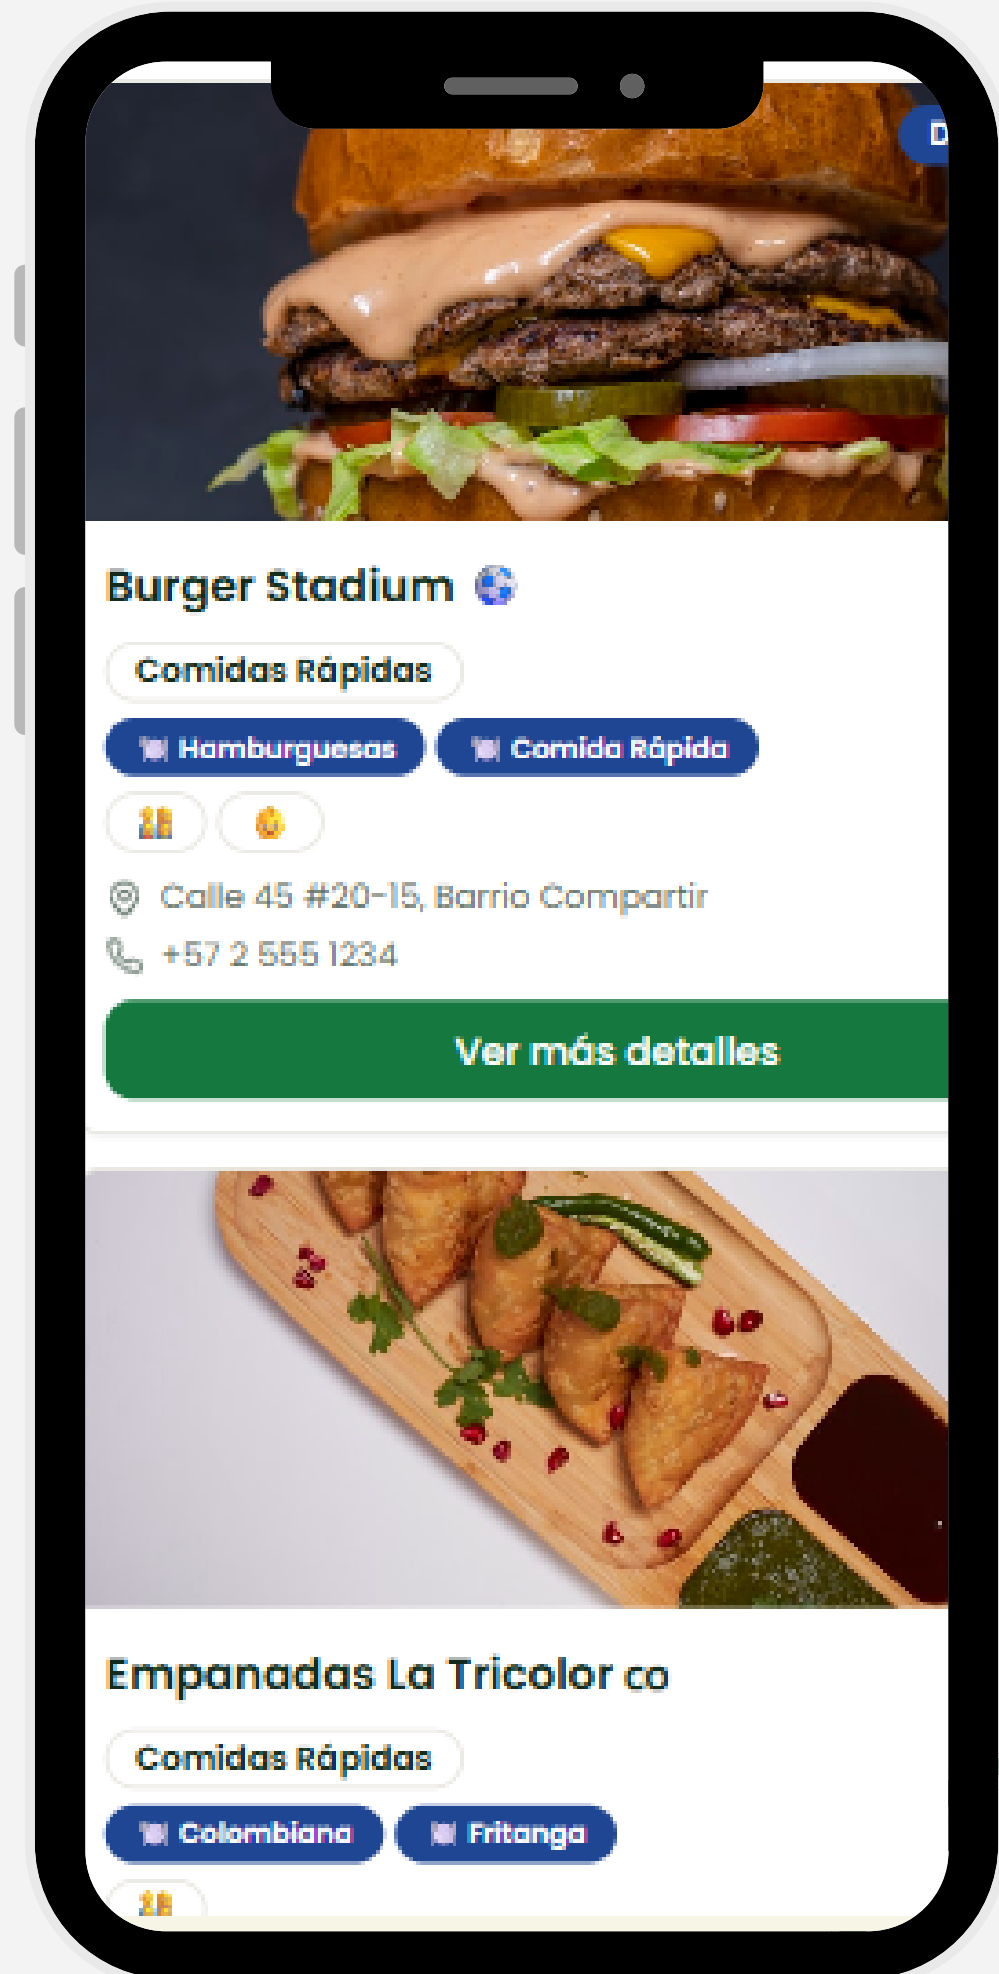 D
Burger Stadium
Comidas Rápidas
Hamburguesas Comida Rápida
Calle 45 #20-15, Barrio Compartir
+57 2 555 1234
Ver más detalles
Empanadas La Tricolor co
Comidas Rápidas
Colombiana Fritanga